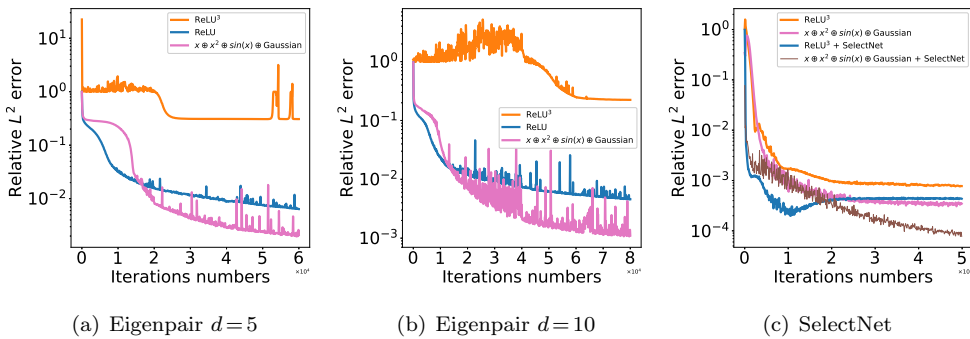 Relative L² error
10¹
10⁰
10⁻¹
10⁻²
ReLU³
ReLU
x ⊕ x² ⊕ sin(x) ⊕ Gaussian
0 1 2 3 4 5 6
Iterations numbers
×10⁴
(a) Eigenpair d=5
Relative L² error
10⁰
10⁻¹
10⁻²
10⁻³
ReLU³
ReLU
x ⊕ x² ⊕ sin(x) ⊕ Gaussian
0 1 2 3 4 5 6 7 8
Iterations numbers
(b) Eigenpair d=10
Relative L² error
10⁰
10⁻¹
10⁻²
10⁻³
10⁻⁴
ReLU³
x ⊕ x² ⊕ sin(x) ⊕ Gaussian
ReLU³ + SelectNet
x ⊕ x² ⊕ sin(x) ⊕ Gaussian + SelectNet
0 1 2 3 4 5
Iterations numbers
(c) SelectNet